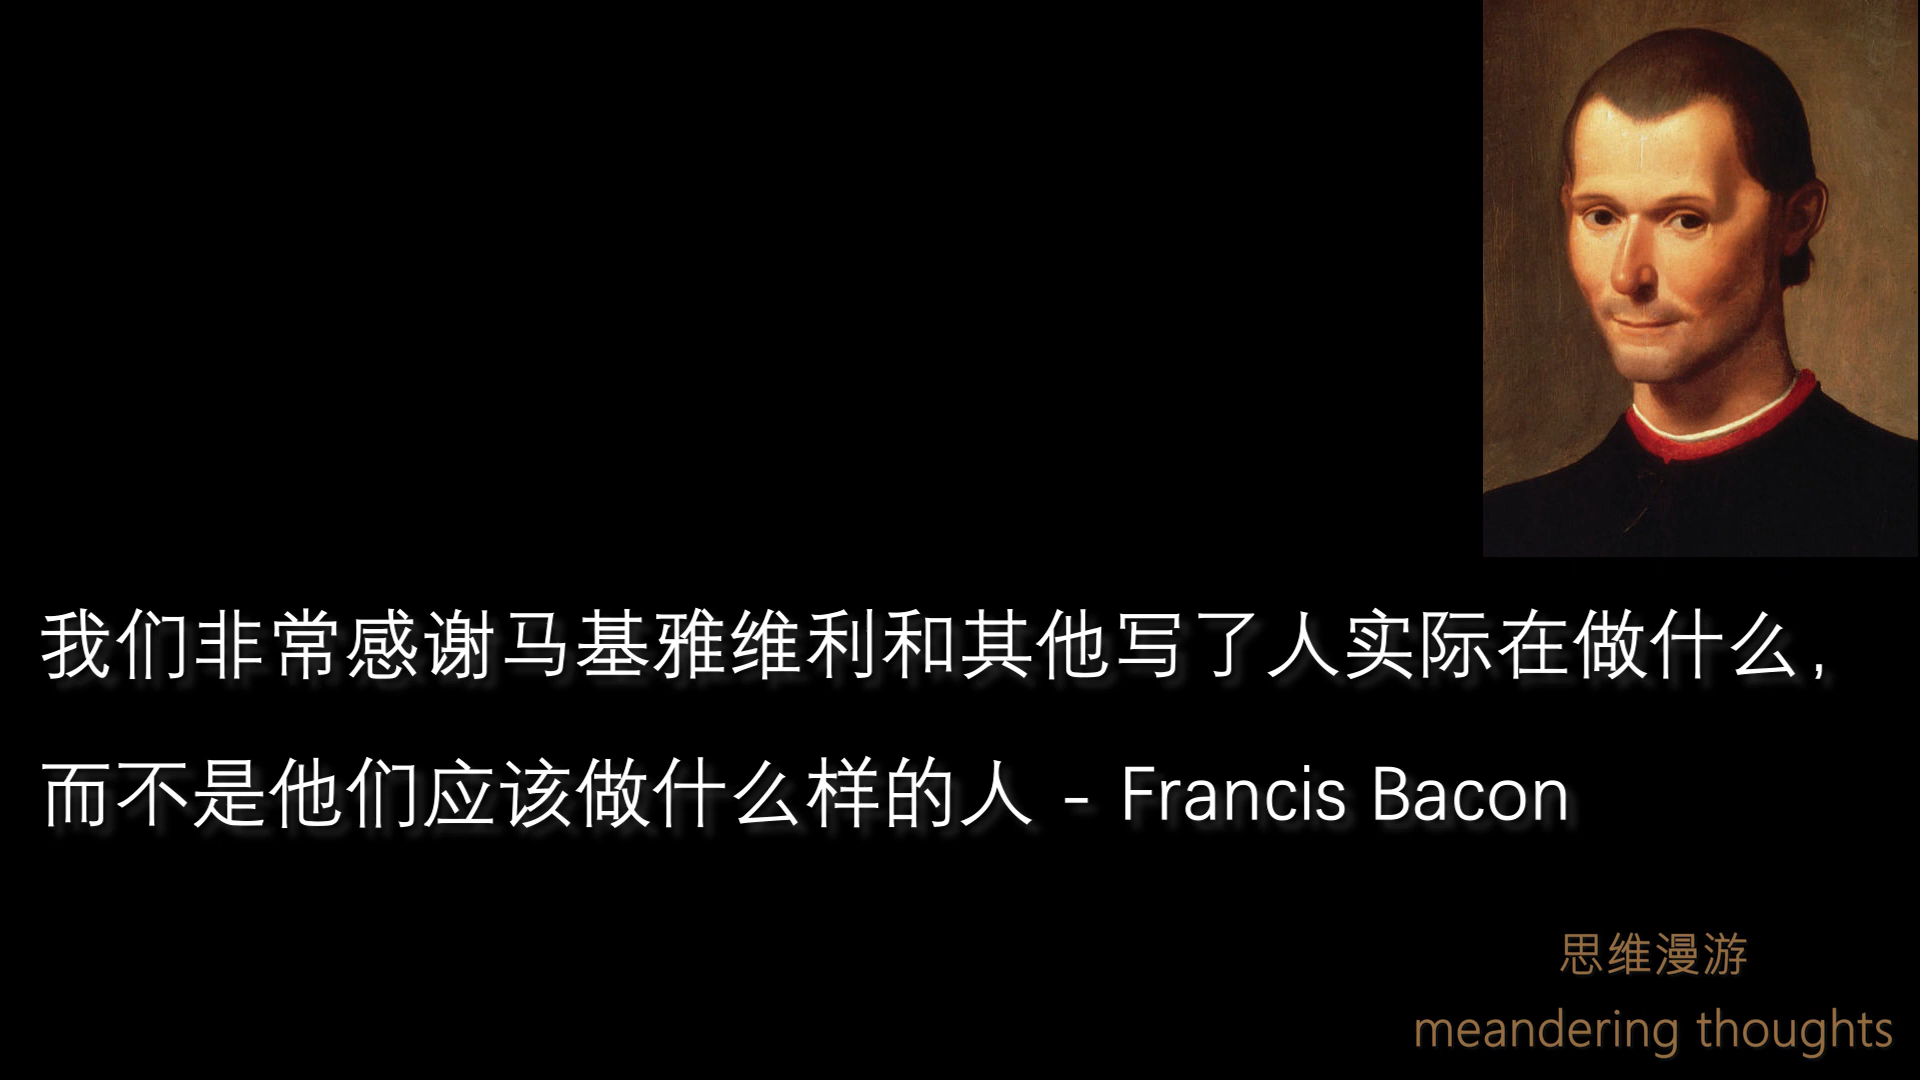 我们非常感谢马基雅维利和其他写了人实际在做什么,
而不是他们应该做什么样的人 - Francis Bacon
思维漫游
meandering thoughts